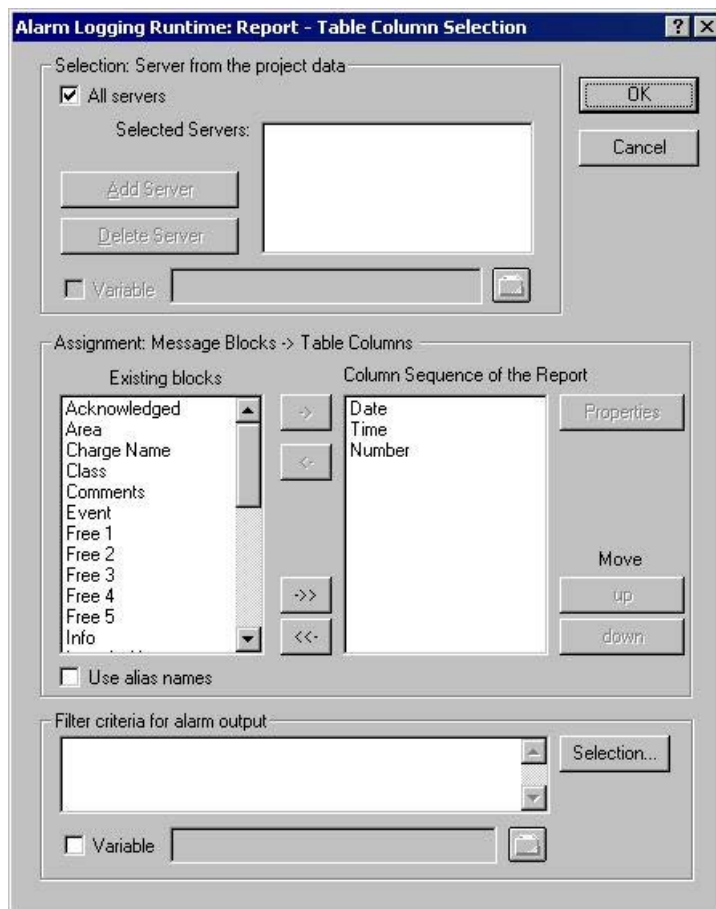 Alarm Logging Runtime: Report - Table Column Selection
Selection: Server from the project data
All servers
OK
Selected Servers:
Cancel
Add Server
Delete Server
Variable
Assignment: Message Blocks -> Table Columns
Existing blocks
Column Sequence of the Report
Acknowledged
Area
Charge Name
Class
Comments
Event
Free 1
Free 2
Free 3
Free 4
Free 5
Info
->
<-
->>
<<-
Date
Time
Number
Properties
Move
up
down
Use alias names
Filter criteria for alarm output
Selection...
Variable